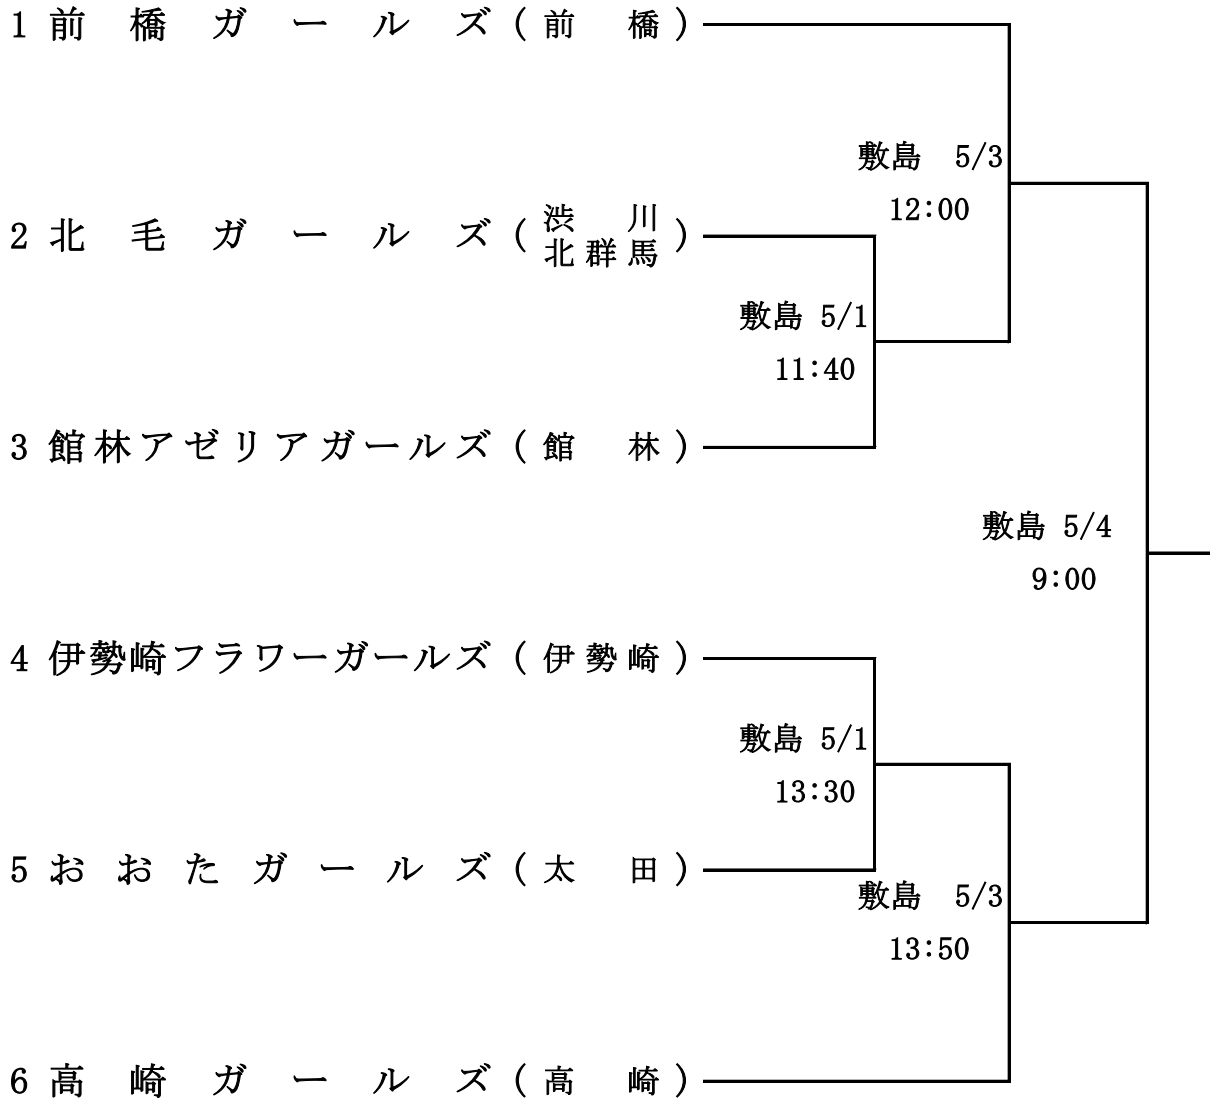 1 前橋ガールズ(前橋)
敷島 5/3
12:00
2 北毛ガールズ(渋川北群馬)
敷島 5/1
11:40
3 館林アゼリアガールズ(館林)
敷島 5/4
9:00
4 伊勢崎フラワーガールズ(伊勢崎)
敷島 5/1
13:30
5 おおたガールズ(太田)
敷島 5/3
13:50
6 高崎ガールズ(高崎)